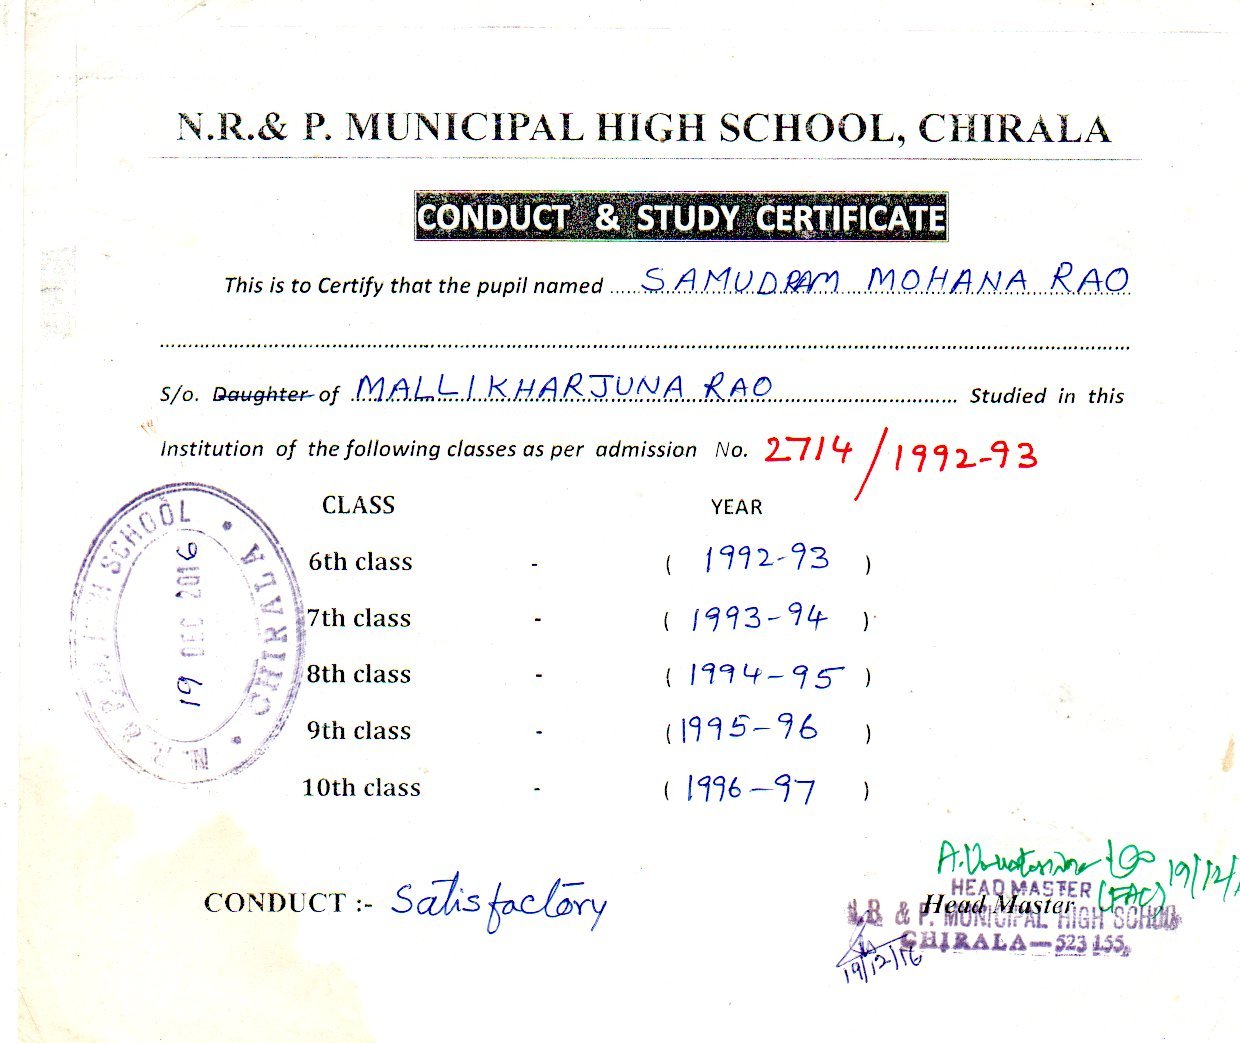 N.R.& P. MUNICIPAL HIGH SCHOOL, CHIRALA
CONDUCT & STUDY CERTIFICATE
This is to Certify that the pupil named SAMUDRAM MOHANA RAO
S/o. Daughter of MALLIKHARJUNA RAO Studied in this
Institution of the following classes as per admission No. 2714/1992-93
CLASS YEAR
6th class - ( 1992-93 )
7th class - ( 1993-94 )
8th class - ( 1994-95 )
9th class - ( 1995-96 )
10th class - ( 1996-97 )
HIGH SCHOOL • CHIRALA • N.R. & P.
19 DEC 2016
CONDUCT :- Satisfactory
19/12/
HEAD MASTER (FAC)
Head Master
N.R & P. MUNICIPAL HIGH SCHOOL
CHIRALA-523 155.
19/12/16